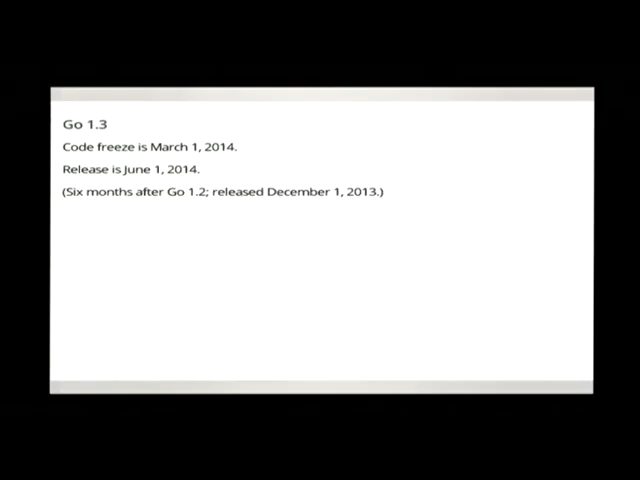 Go 1.3
Code freeze is March 1, 2014.
Release is June 1, 2014.
(Six months after Go 1.2; released December 1, 2013.)